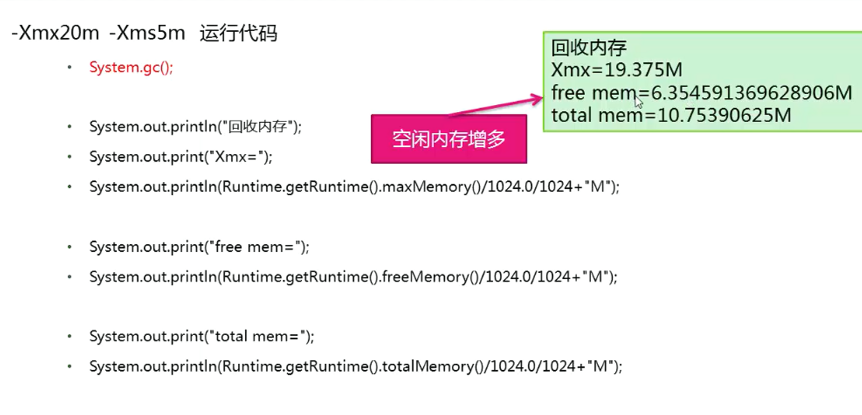 -Xmx20m -Xms5m 运行代码
• System.gc();
• System.out.println("回收内存");
• System.out.print("Xmx=");
• System.out.println(Runtime.getRuntime().maxMemory()/1024.0/1024+"M");
• System.out.print("free mem=");
• System.out.println(Runtime.getRuntime().freeMemory()/1024.0/1024+"M");
• System.out.print("total mem=");
• System.out.println(Runtime.getRuntime().totalMemory()/1024.0/1024+"M");
空闲内存增多
回收内存
Xmx=19.375M
free mem=6.354591369628906M
total mem=10.75390625M